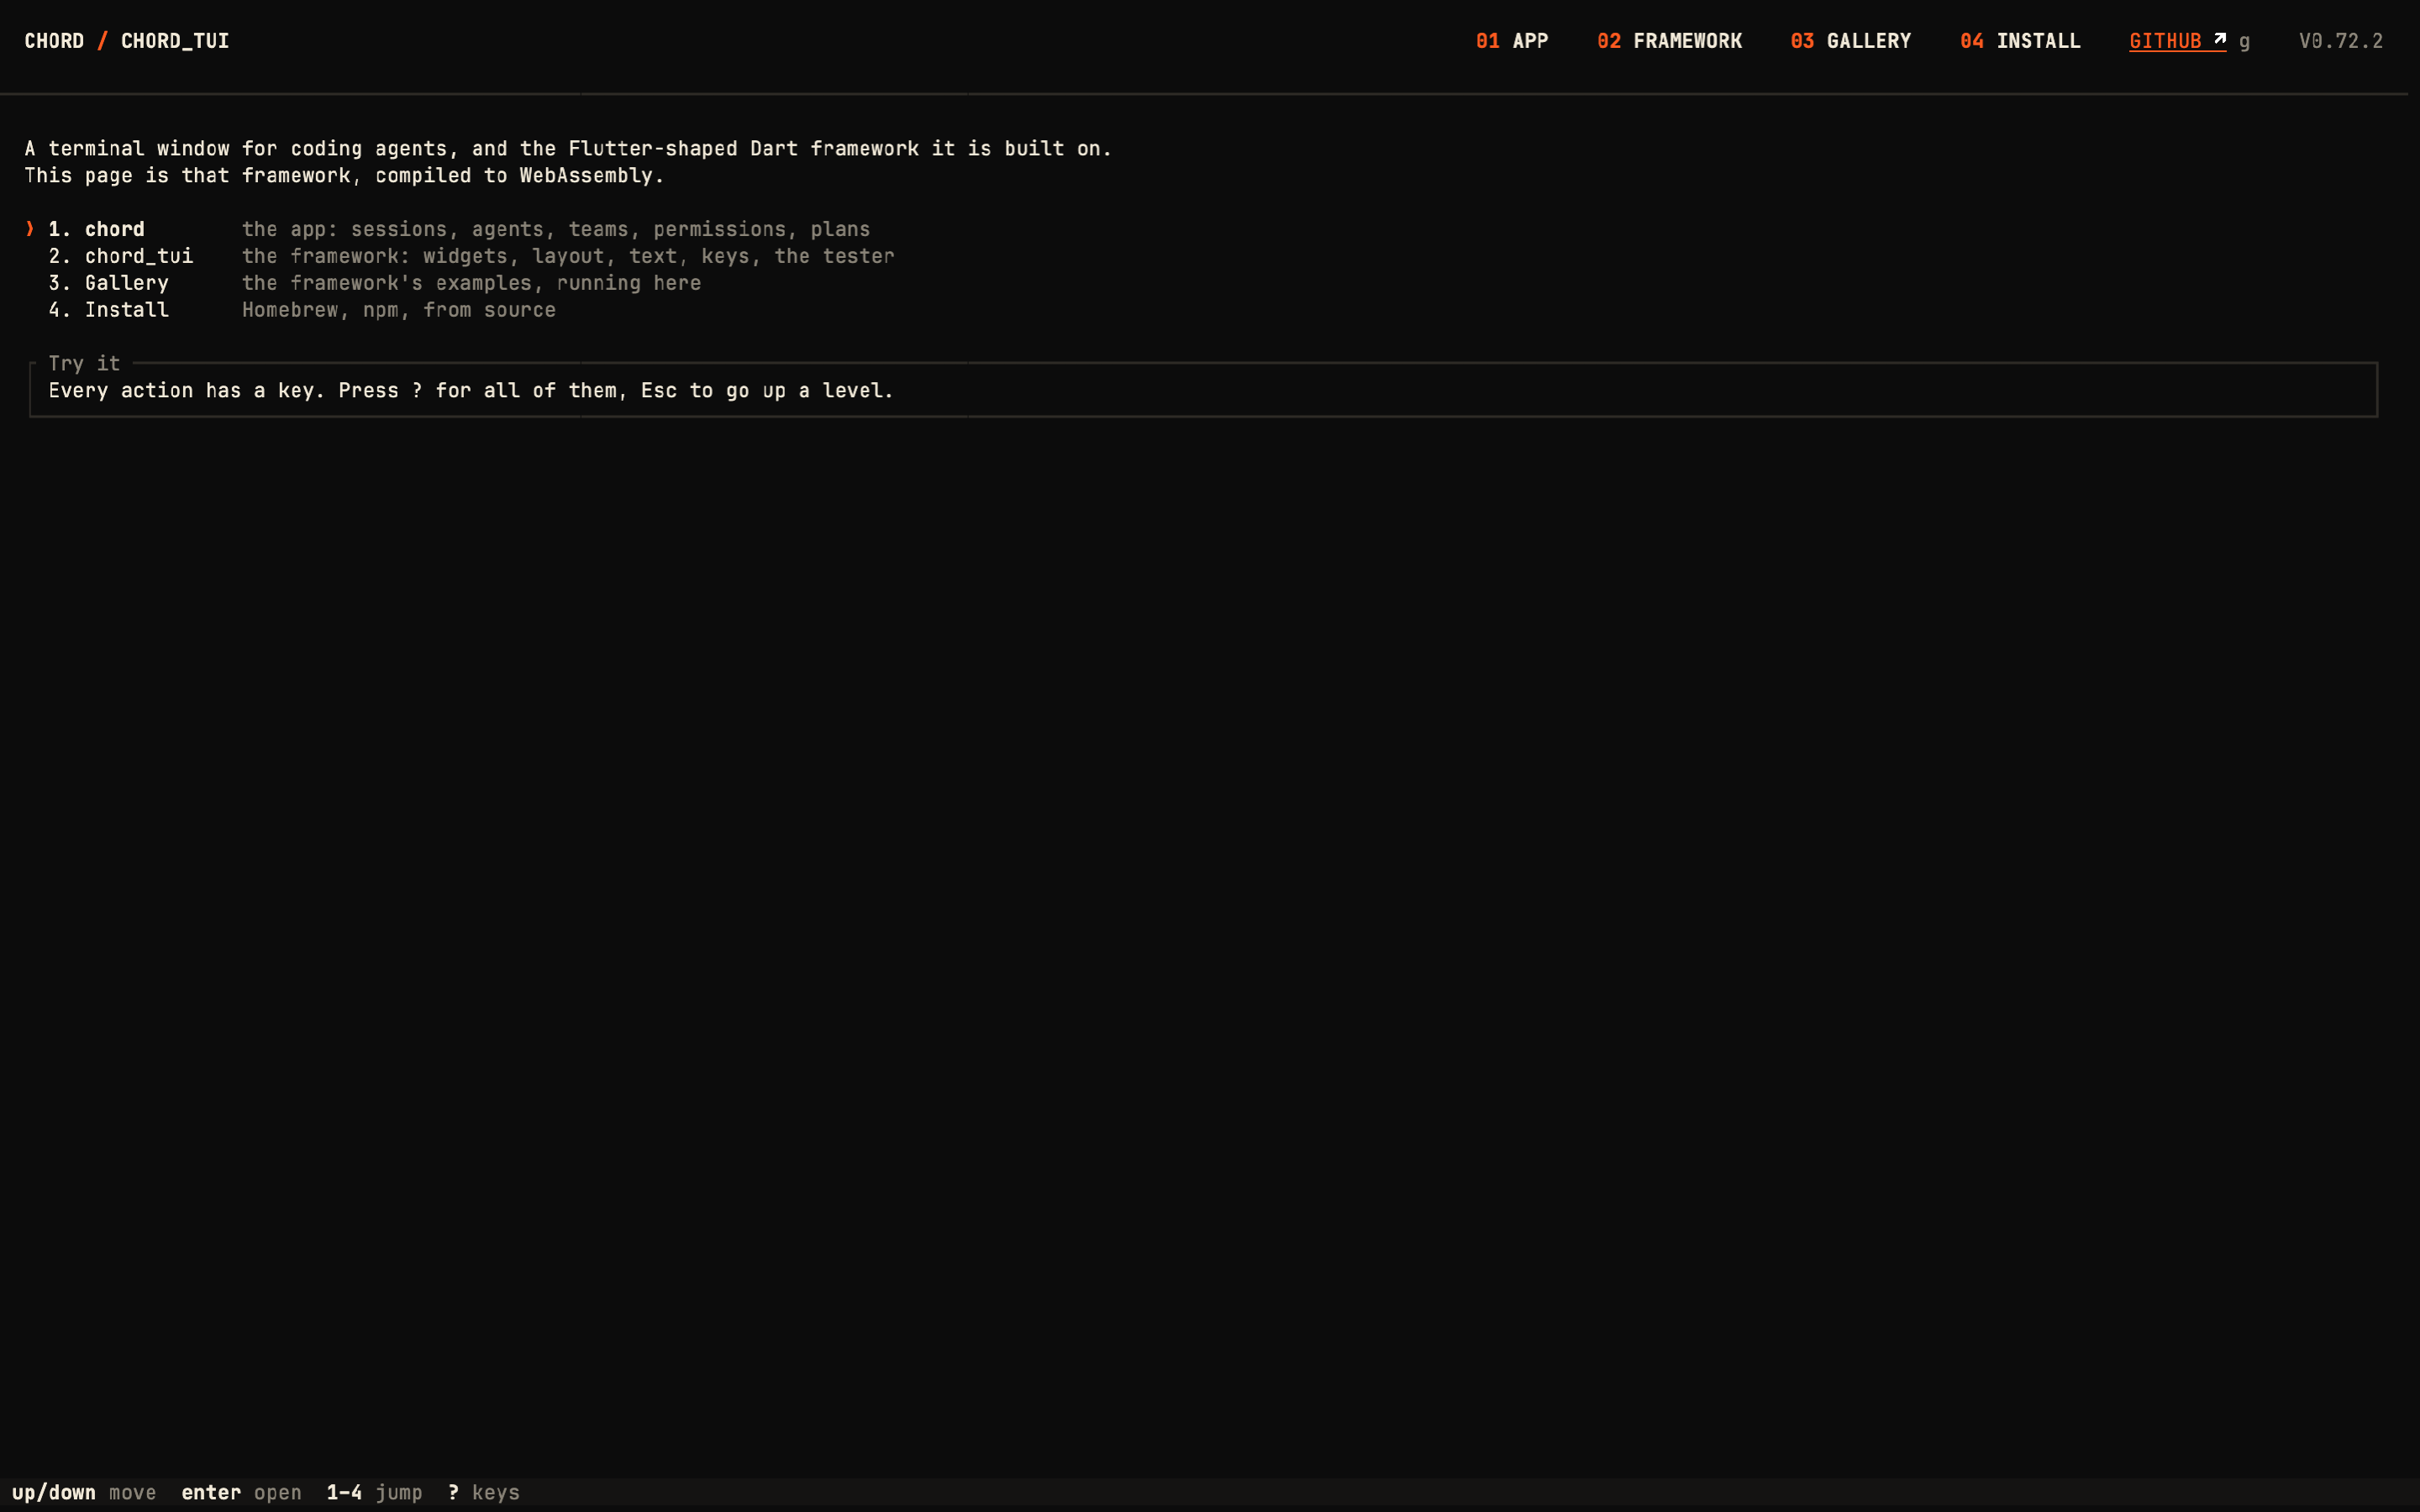 CHORD / CHORD_TUI 01 APP 02 FRAMEWORK 03 GALLERY 04 INSTALL GITHUB ↗ g V0.72.2
A terminal window for coding agents, and the Flutter-shaped Dart framework it is built on.
This page is that framework, compiled to WebAssembly.
❯ 1. chord the app: sessions, agents, teams, permissions, plans
2. chord_tui the framework: widgets, layout, text, keys, the tester
3. Gallery the framework's examples, running here
4. Install Homebrew, npm, from source
Try it
Every action has a key. Press ? for all of them, Esc to go up a level.
up/down move enter open 1-4 jump ? keys